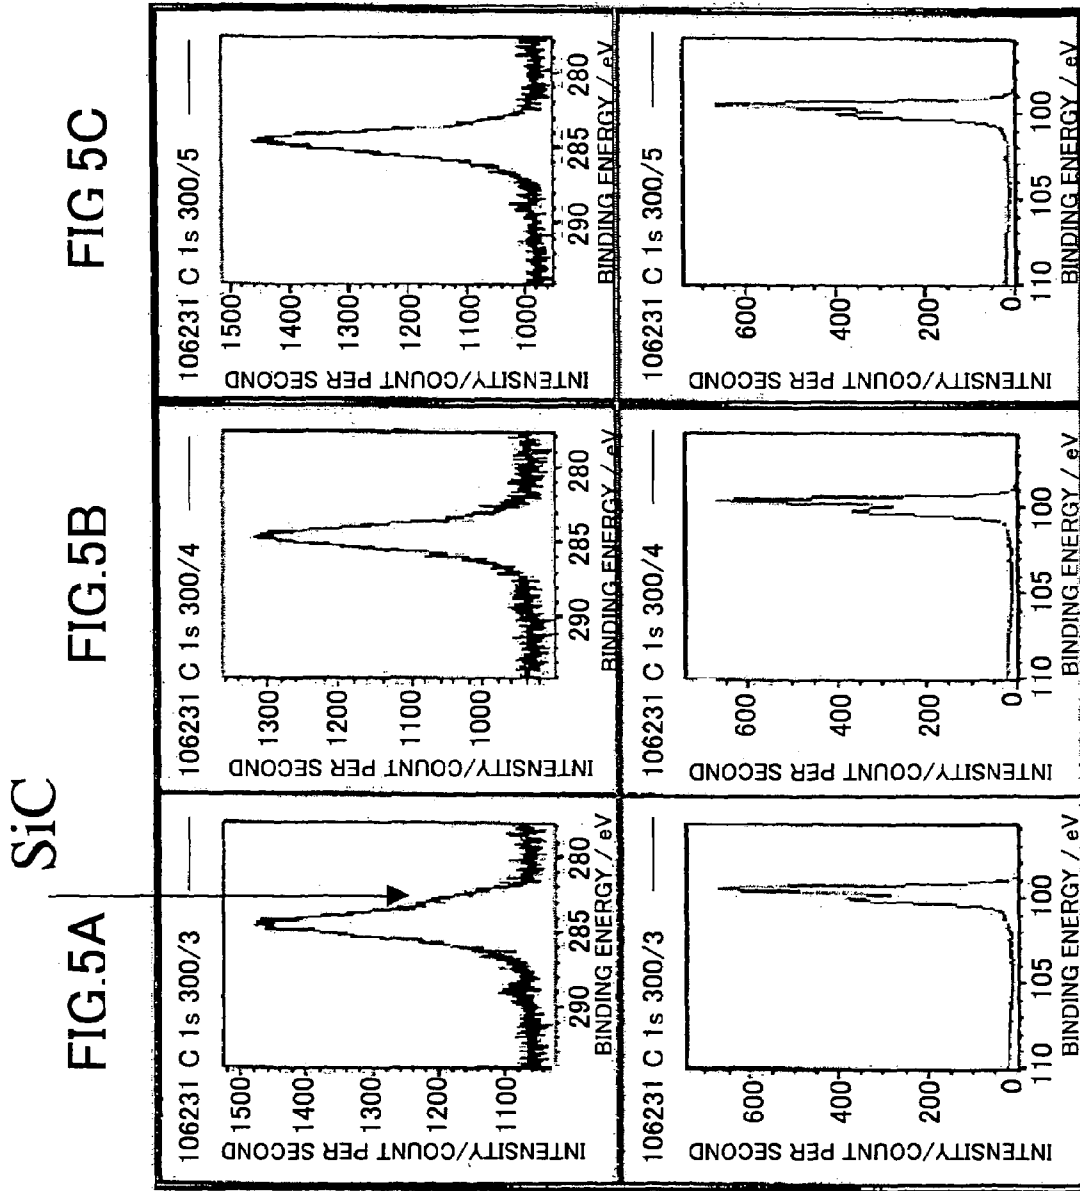 SiC
FIG.5A
106231 C 1s 300/3
INTENSITY/COUNT PER SECOND
1500
1400
1300
1200
1100
290
285
280
BINDING ENERGY / eV
106231 C 1s 300/3
INTENSITY/COUNT PER SECOND
600
400
200
0
110
105
100
BINDING ENERGY / eV
FIG.5B
106231 C 1s 300/4
INTENSITY/COUNT PER SECOND
1300
1200
1100
1000
290
285
280
BINDING ENERGY / eV
106231 C 1s 300/4
INTENSITY/COUNT PER SECOND
600
400
200
0
110
105
100
BINDING ENERGY / eV
FIG 5C
106231 C 1s 300/5
INTENSITY/COUNT PER SECOND
1500
1400
1300
1200
1100
1000
290
285
280
BINDING ENERGY / eV
106231 C 1s 300/5
INTENSITY/COUNT PER SECOND
600
400
200
0
110
105
100
BINDING ENERGY / eV